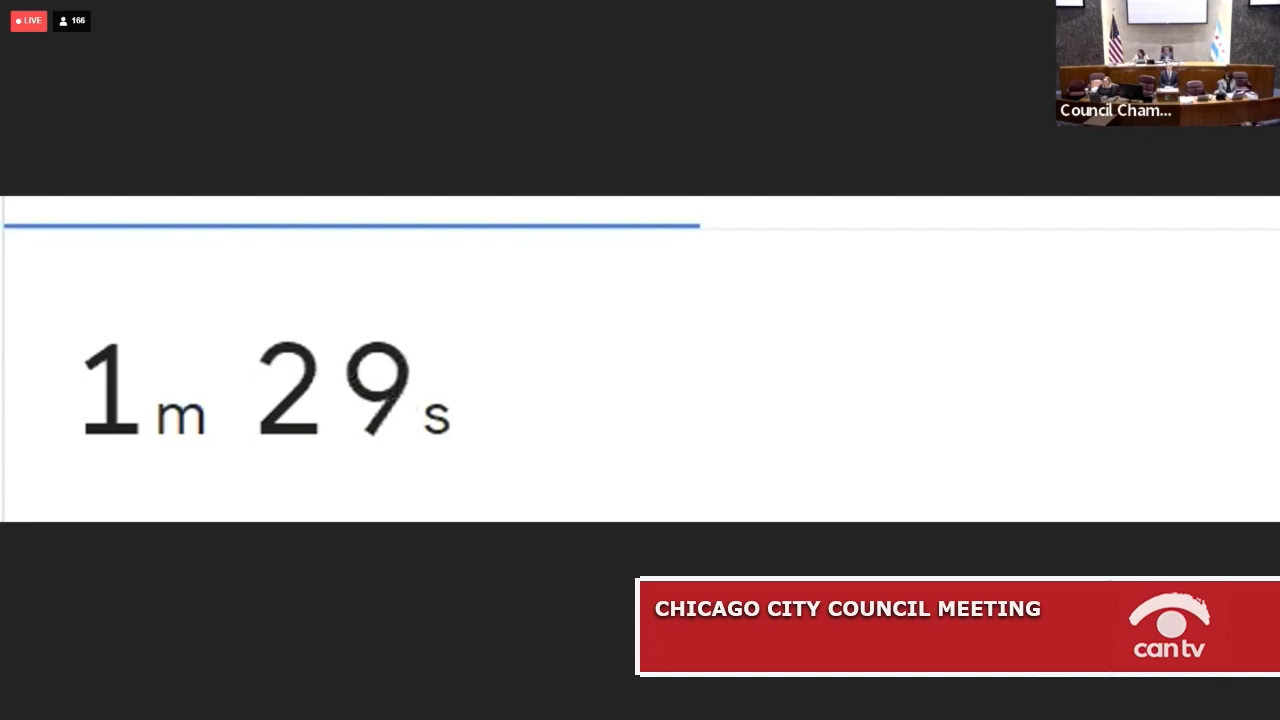 LIVE
166
Council Cham...
1m 29s
CHICAGO CITY COUNCIL MEETING
can tv